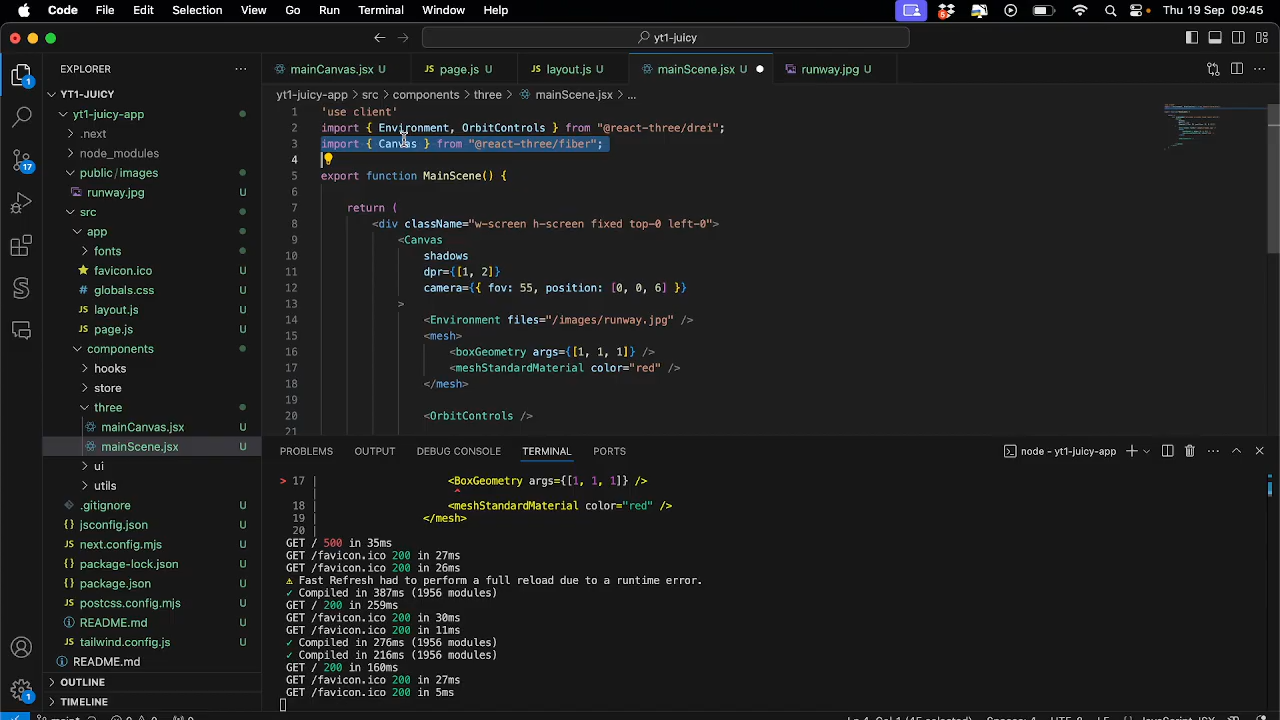 Code File Edit Selection View Go Run Terminal Window Help Thu 19 Sep 09:45
yt1-juicy
EXPLORER
mainCanvas.jsx U
page.js U
layout.js U
mainScene.jsx U
runway.jpg U
YT1-JUICY
yt1-juicy-app > src > components > three > mainScene.jsx > ...
yt1-juicy-app
.next
node_modules
public/images
runway.jpg U
src
app
fonts
favicon.ico U
globals.css U
layout.js U
page.js U
components
hooks
store
three
mainCanvas.jsx U
mainScene.jsx U
ui
utils
.gitignore U
jsconfig.json U
next.config.mjs U
package-lock.json U
package.json U
postcss.config.mjs U
README.md U
tailwind.config.js U
README.md
OUTLINE
TIMELINE
1
17
1
1 'use client'
2 import { Environment, OrbitControls } from "@react-three/drei";
3 import { Canvas } from "@react-three/fiber";
4
5 export function MainScene() {
6
7 return (
8 <div className="w-screen h-screen fixed top-0 left-0">
9 <Canvas
10 shadows
11 dpr={[1, 2]}
12 camera={{ fov: 55, position: [0, 0, 6] }}
13 >
14 <Environment files="/images/runway.jpg" />
15 <mesh>
16 <boxGeometry args={[1, 1, 1]} />
17 <meshStandardMaterial color="red" />
18 </mesh>
19
20 <OrbitControls />
21
PROBLEMS OUTPUT DEBUG CONSOLE TERMINAL PORTS
node - yt1-juicy-app
> 17 | <BoxGeometry args={[1, 1, 1]} />
| ^
18 | <meshStandardMaterial color="red" />
19 | </mesh>
20 |
GET / 500 in 35ms
GET /favicon.ico 200 in 27ms
GET /favicon.ico 200 in 26ms
⚠ Fast Refresh had to perform a full reload due to a runtime error.
✓ Compiled in 387ms (1956 modules)
GET / 200 in 259ms
GET /favicon.ico 200 in 30ms
GET /favicon.ico 200 in 11ms
✓ Compiled in 276ms (1956 modules)
✓ Compiled in 216ms (1956 modules)
GET / 200 in 160ms
GET /favicon.ico 200 in 27ms
GET /favicon.ico 200 in 5ms